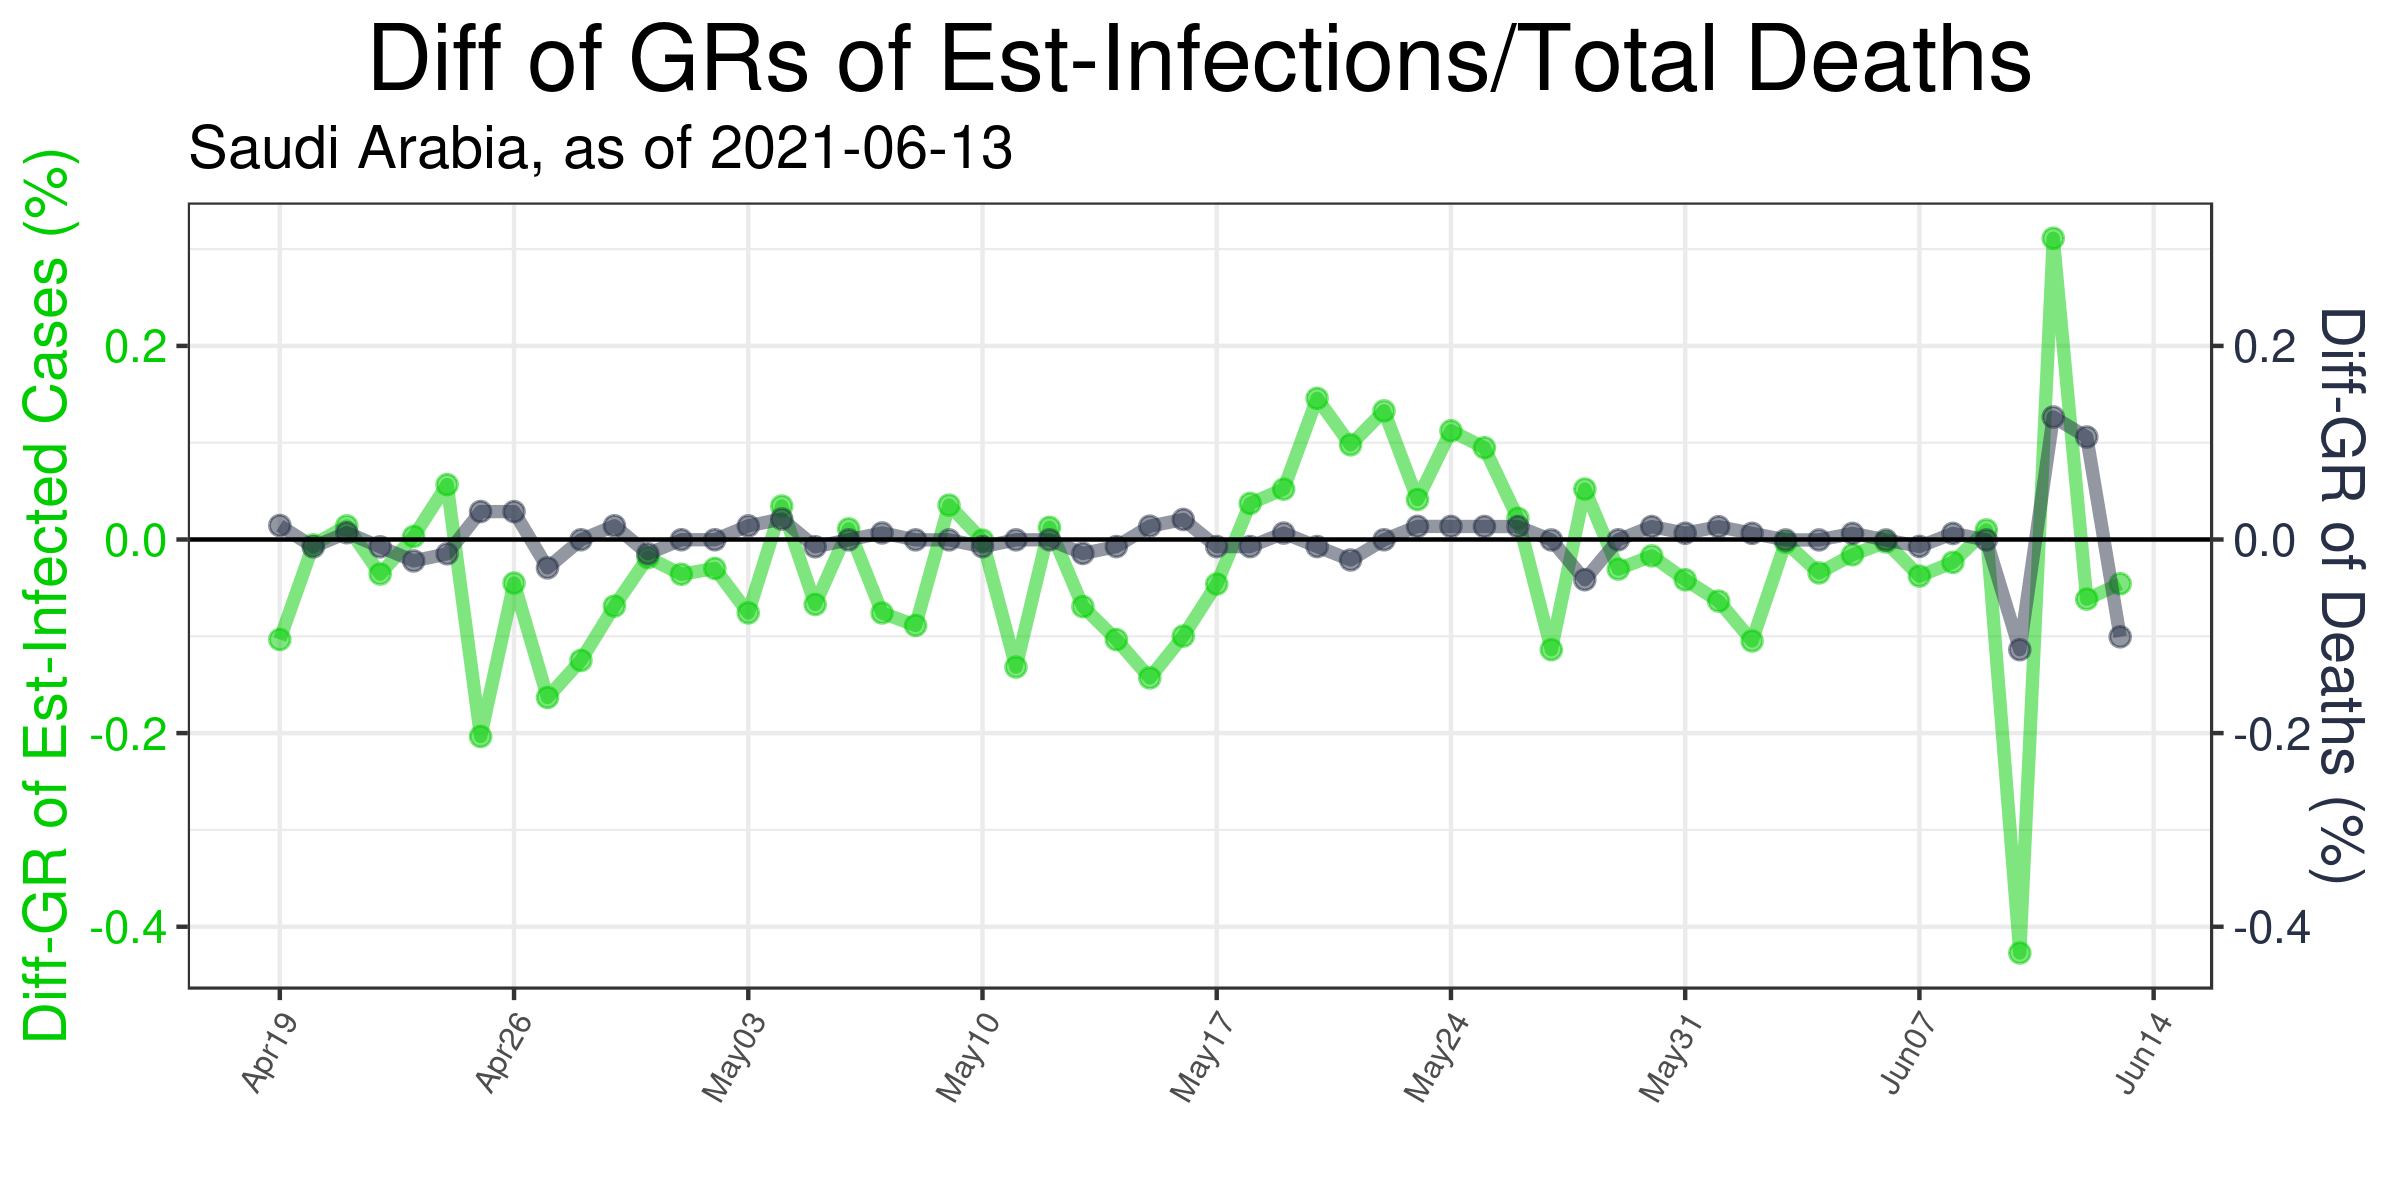 Diff of GRs of Est-Infections/Total Deaths
Saudi Arabia, as of 2021-06-13
Diff-GR of Est-Infected Cases (%)
0.2
0.0
-0.2
-0.4
0.2
0.0
-0.2
-0.4
Diff-GR of Deaths (%)
Apr19
Apr26
May03
May10
May17
May24
May31
Jun07
Jun14